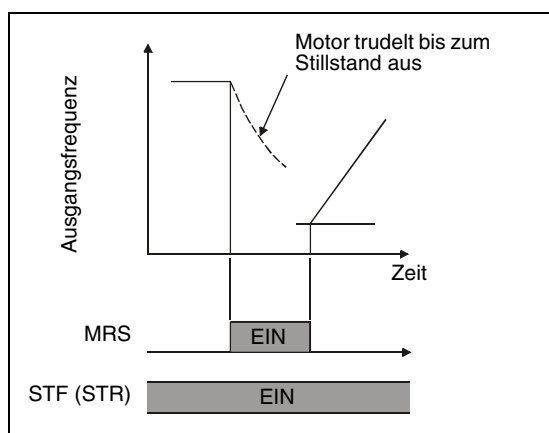 Motor trudelt bis zum
Stillstand aus
Ausgangsfrequenz
Zeit
MRS
EIN
STF (STR)
EIN